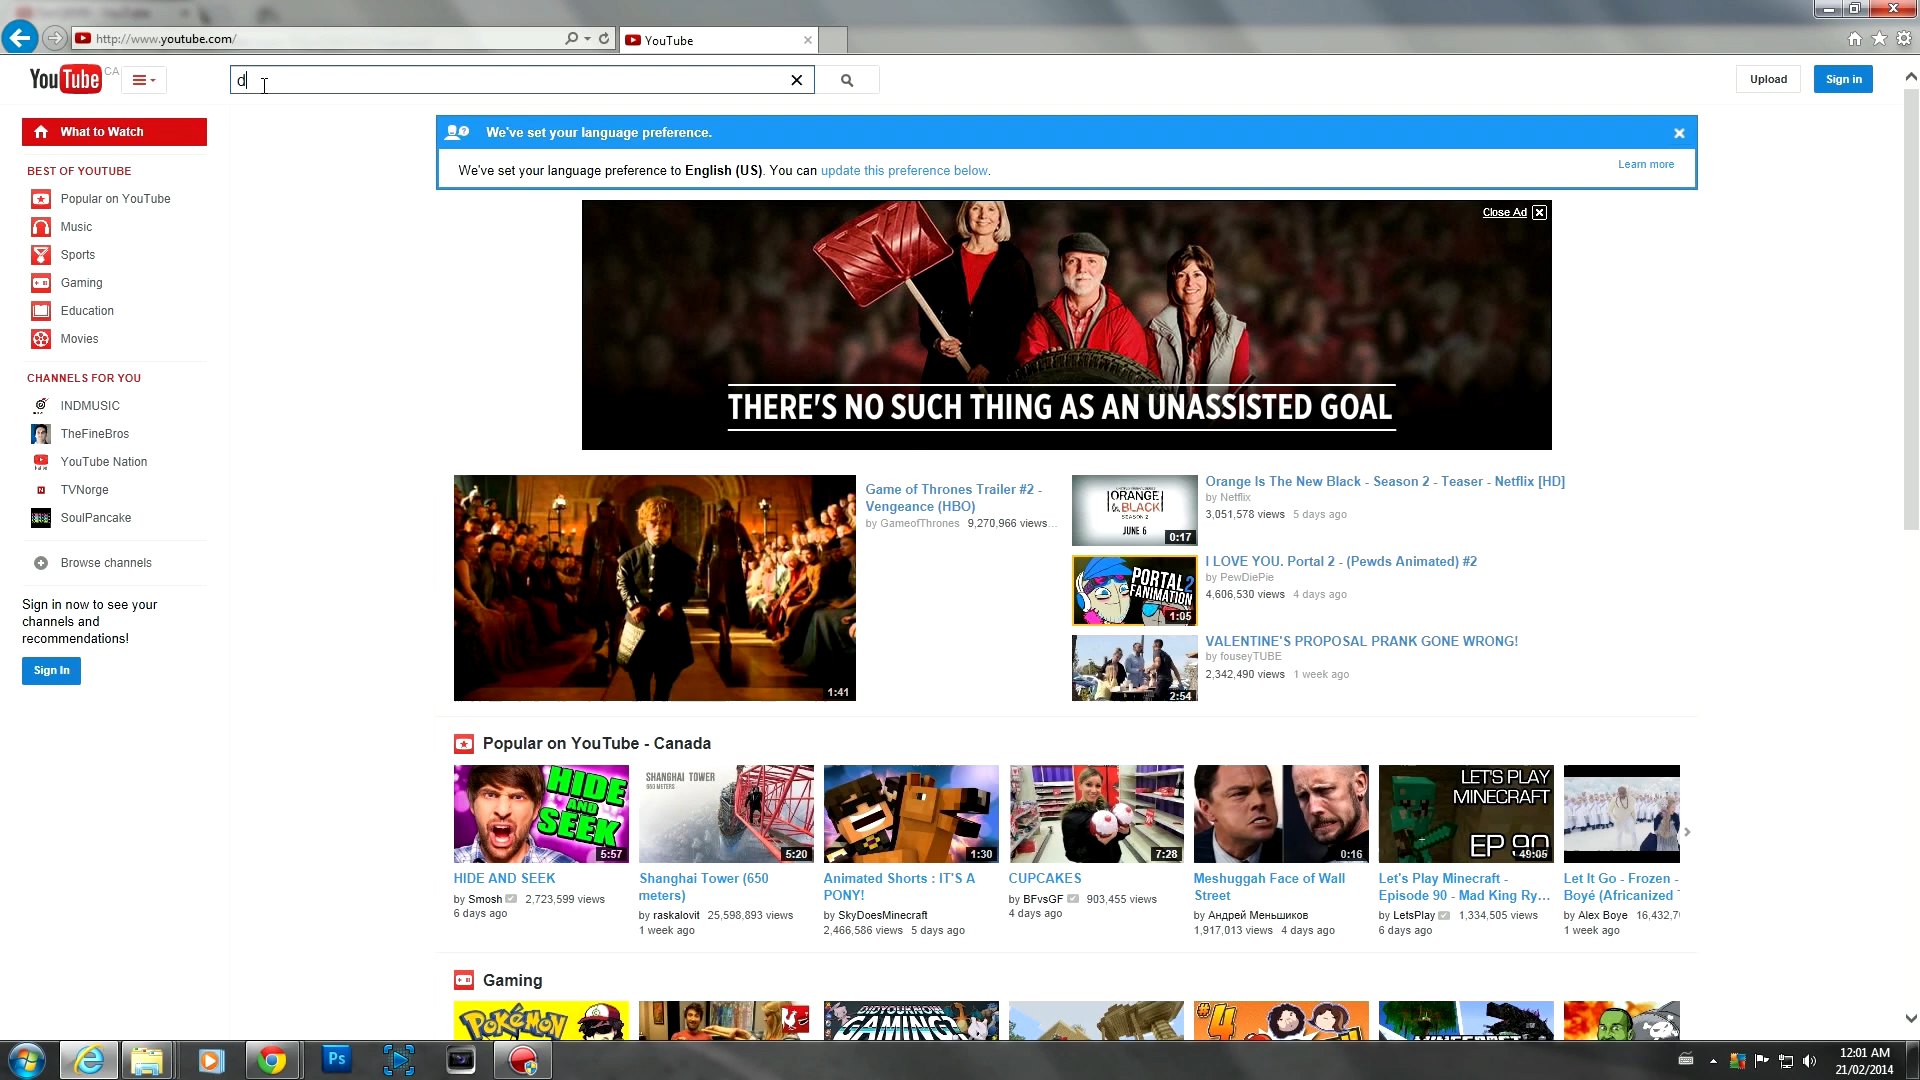 http://www.youtube.com/
YouTube
YouTube CA
d
Upload
Sign in
What to Watch
BEST OF YOUTUBE
Popular on YouTube
Music
Sports
Gaming
Education
Movies
CHANNELS FOR YOU
INDMUSIC
TheFineBros
YouTube Nation
TVNorge
SoulPancake
Browse channels
Sign in now to see your
channels and
recommendations!
Sign In
We've set your language preference.
We've set your language preference to English (US). You can update this preference below.
Learn more
Close Ad
THERE'S NO SUCH THING AS AN UNASSISTED GOAL
1:41
Game of Thrones Trailer #2 -
Vengeance (HBO)
by GameofThrones 9,270,966 views...
ORANGE
BLACK
SEASON 2
JUNE 6
0:17
Orange Is The New Black - Season 2 - Teaser - Netflix [HD]
by Netflix
3,051,578 views 5 days ago
PORTAL 2
FANIMATION
1:05
I LOVE YOU. Portal 2 - (Pewds Animated) #2
by PewDiePie
4,606,530 views 4 days ago
2:54
VALENTINE'S PROPOSAL PRANK GONE WRONG!
by fouseyTUBE
2,342,490 views 1 week ago
Popular on YouTube - Canada
HIDE
AND
SEEK
5:57
HIDE AND SEEK
by Smosh 2,723,599 views
6 days ago
SHANGHAI TOWER
650 METERS
5:20
Shanghai Tower (650
meters)
by raskalovit 25,598,893 views
1 week ago
1:30
Animated Shorts : IT'S A
PONY!
by SkyDoesMinecraft
2,466,586 views 5 days ago
7:28
CUPCAKES
by BFvsGF 903,455 views
4 days ago
0:16
Meshuggah Face of Wall
Street
by Андрей Меньшиков
1,917,013 views 4 days ago
LET'S PLAY
MINECRAFT
EP 90
49:05
Let's Play Minecraft -
Episode 90 - Mad King Ry...
by LetsPlay 1,334,505 views
6 days ago
Let It Go - Frozen -
Boyé (Africanized
by Alex Boye 16,432,7
1 week ago
Gaming
POKéMON
DIDYOUKNOW
GAMING?
#4
MINECRAFT
Ps
12:01 AM
21/02/2014